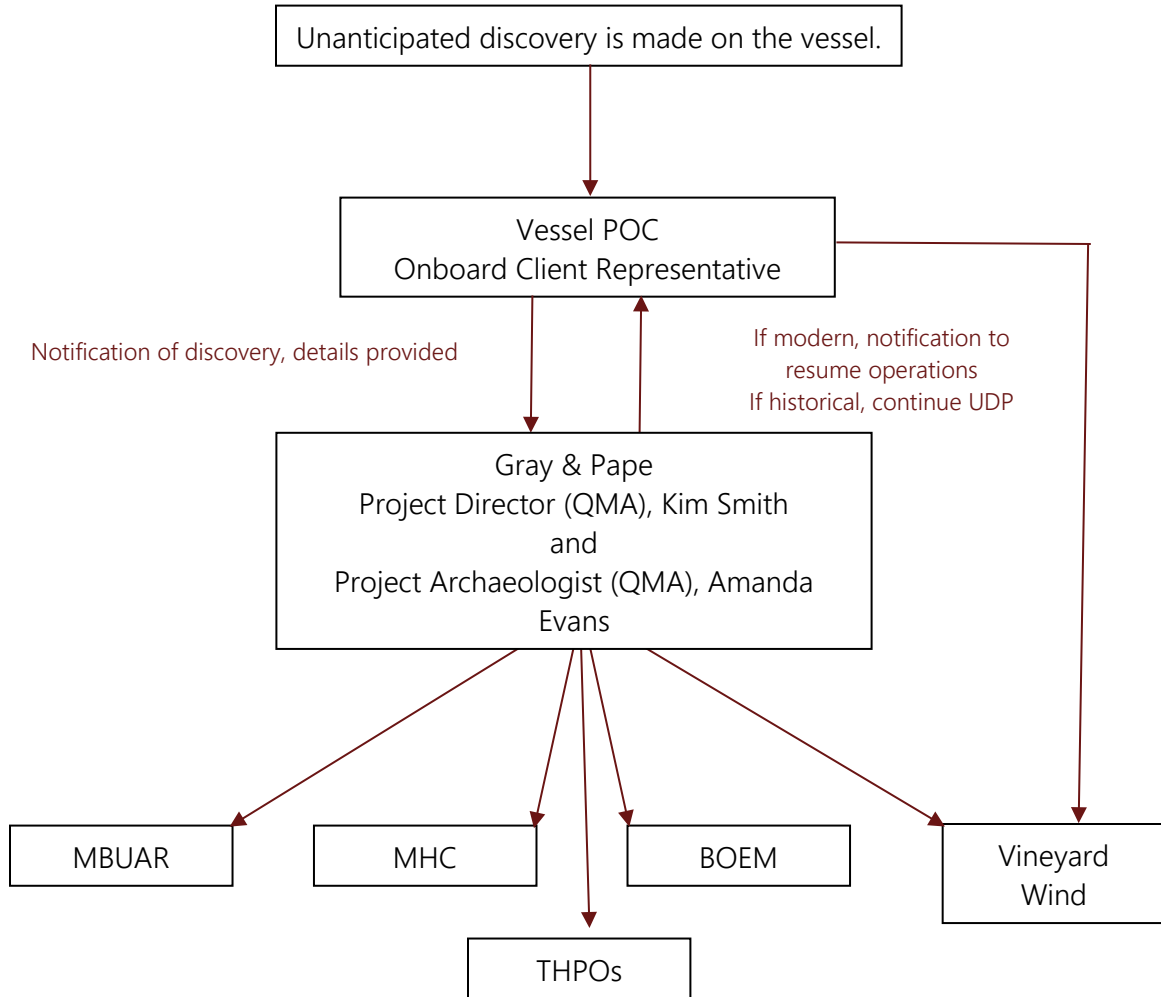 Unanticipated discovery is made on the vessel.
Vessel POC
Onboard Client Representative
Notification of discovery, details provided
If modern, notification to
resume operations
If historical, continue UDP
Gray & Pape
Project Director (QMA), Kim Smith
and
Project Archaeologist (QMA), Amanda
Evans
MBUAR
MHC
BOEM
Vineyard
Wind
THPOs